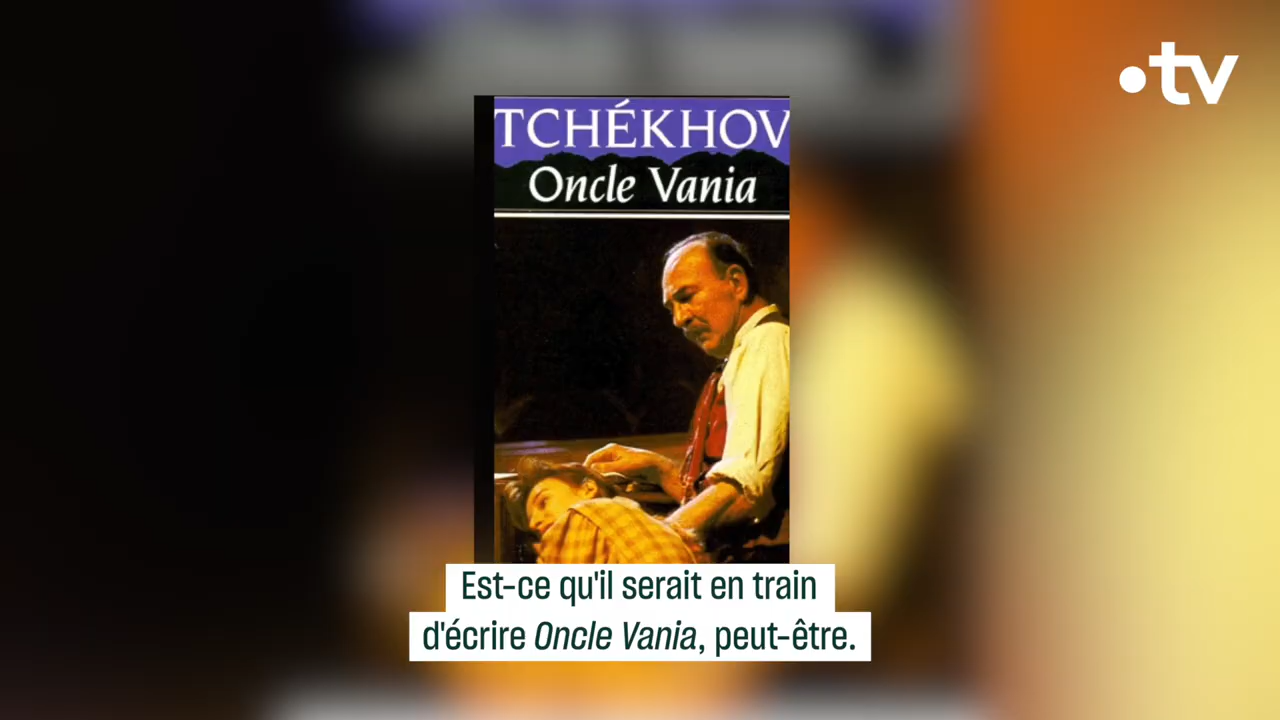 •tv
TCHÉKHOV
Oncle Vania
Est-ce qu'il serait en train
d'écrire Oncle Vania, peut-être.